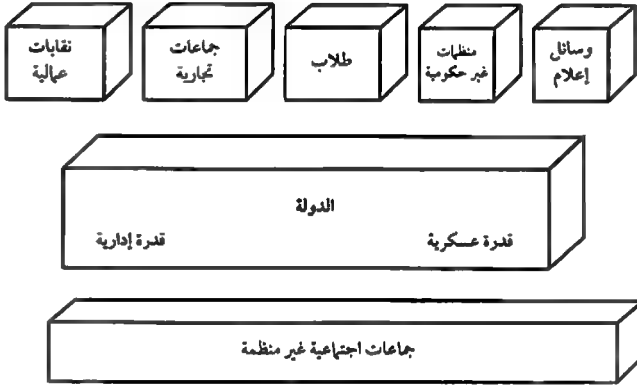 وسائل
إعلام
منظمات
غير حكومية
طلاب
جماعات
تجارية
نقابات
عمالية
الدولة
قدرة عسكرية
قدرة إدارية
جماعات اجتماعية غير منظمة